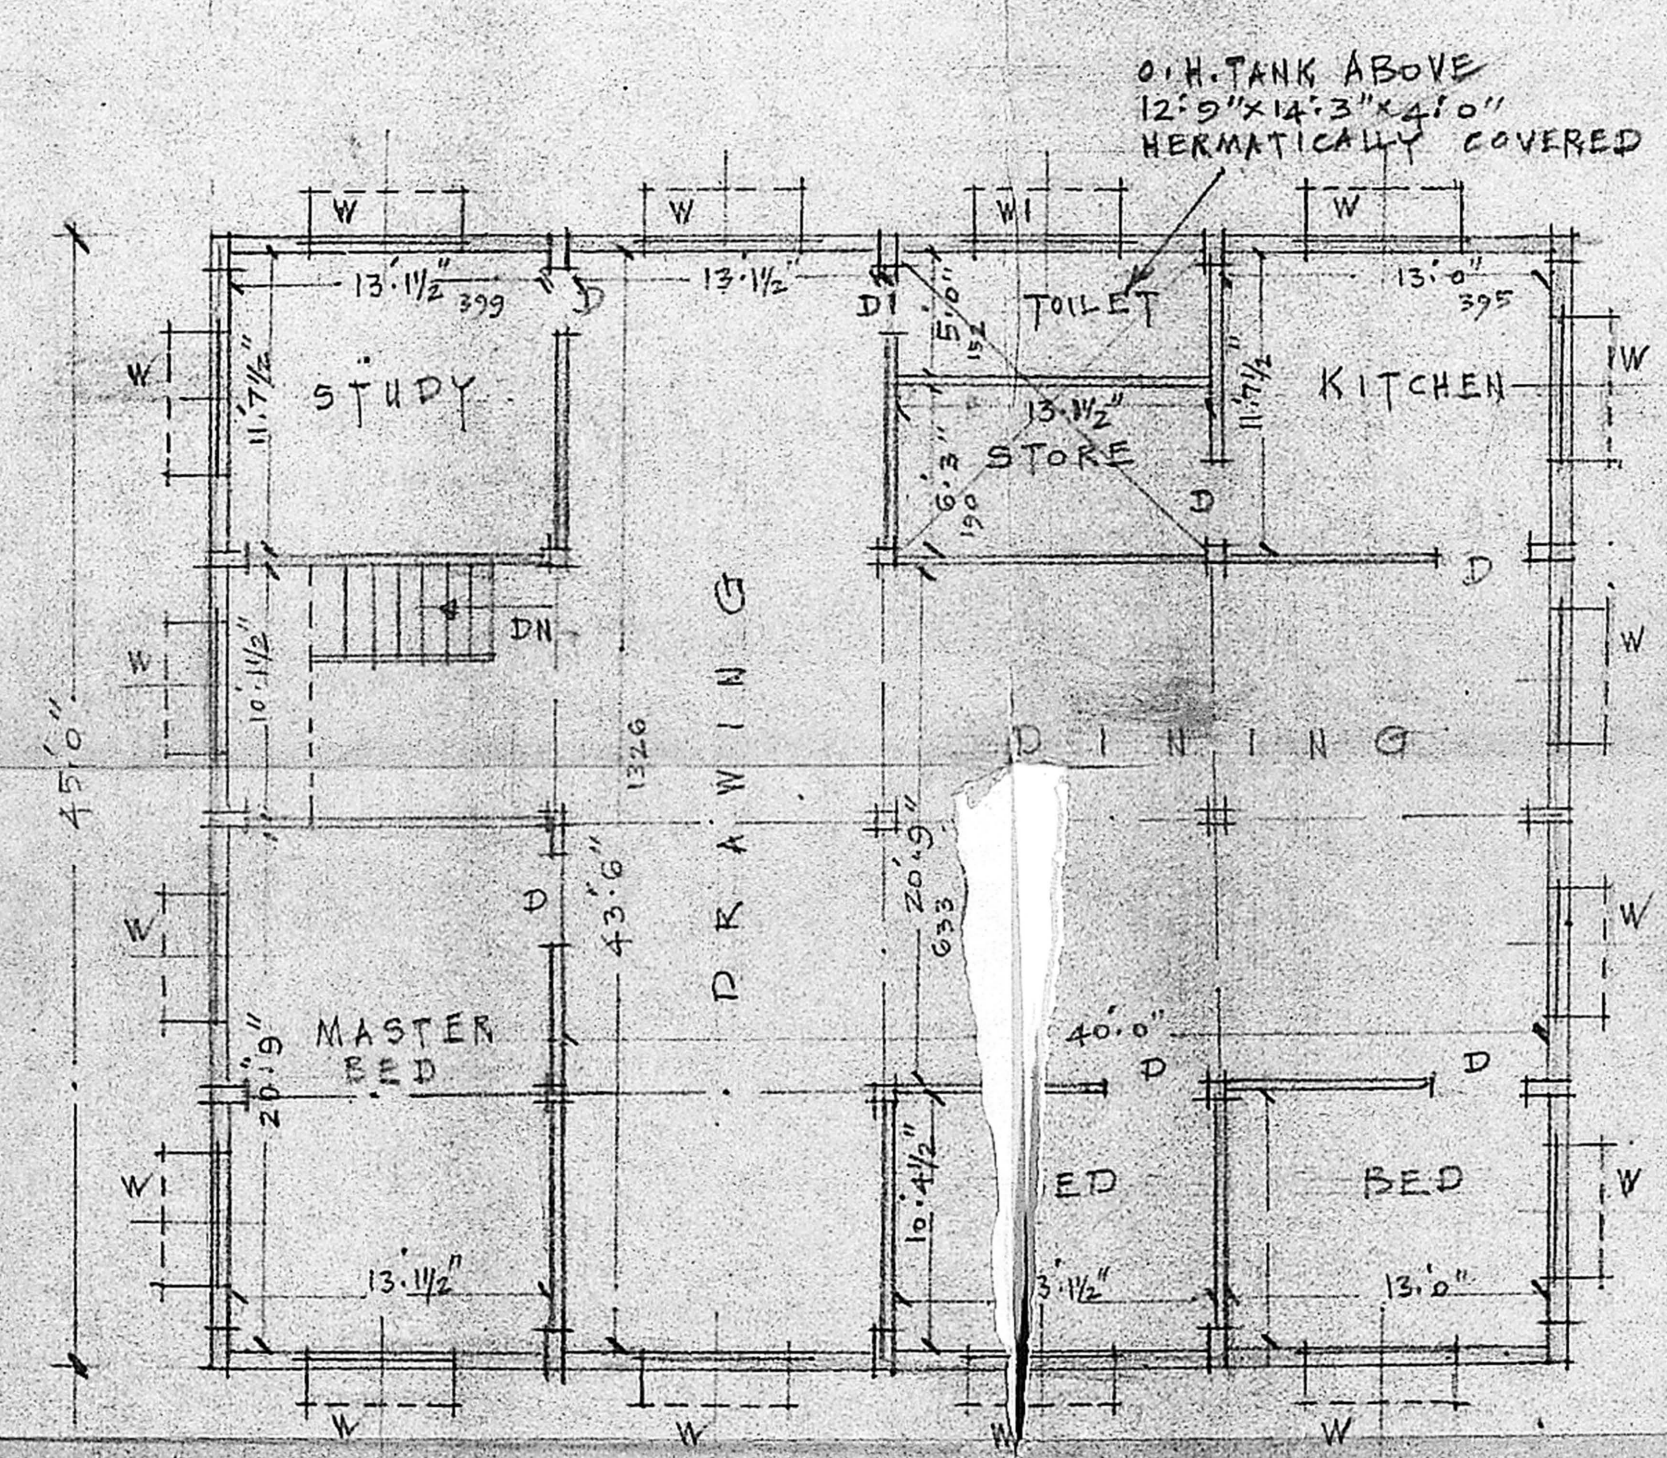 O.H. TANK ABOVE
12'.9"X14'.3"X4'.0"
HERMATICALLY COVERED
W
W
W1
W
13'.1½"
399
D
13'.1½"
D1
5'.0"
152
TOILET
13'.0"
395
W
11'.7½"
STUDY
13'.1½"
STORE
6'.3"
190
11'.7½"
KITCHEN
W
D
D
DN
W
10'.1½"
W
45'.0"
DRAWING
1326
43'.6"
DINING
20'.9"
633
D
W
W
MASTER
BED
20'.9"
40'.0"
D
D
W
10'.4½"
ED
BED
W
13'.1½"
3'.1½"
13'.0"
W
W
W
W